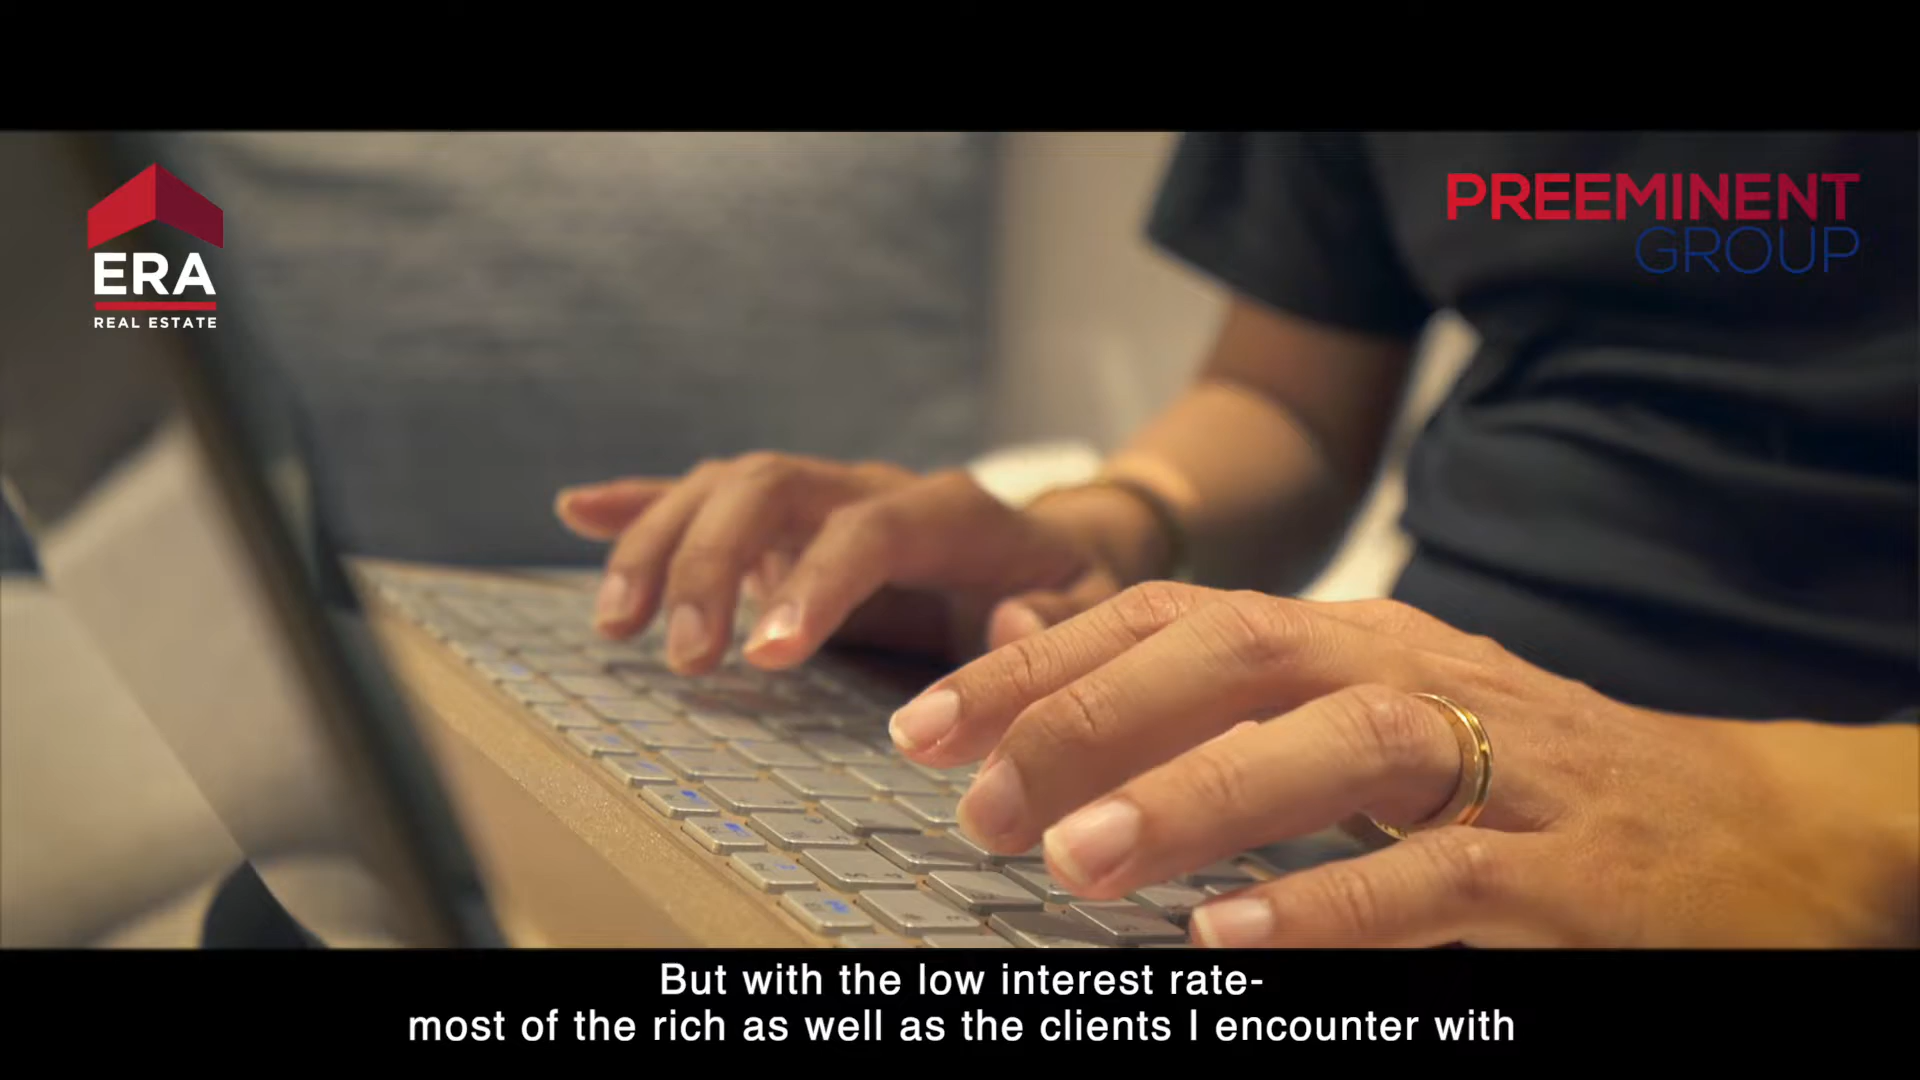 ERA
REAL ESTATE
PREEMINENT
GROUP
But with the low interest rate-
most of the rich as well as the clients I encounter with